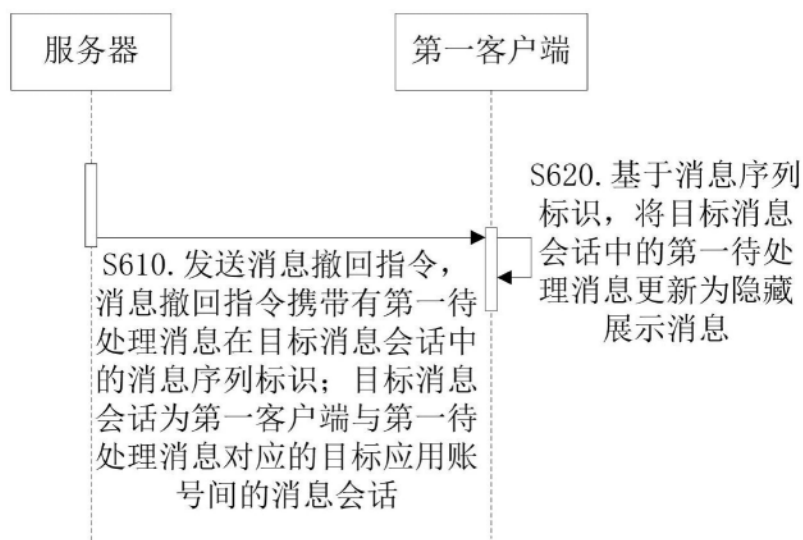 服务器
第一客户端
S610.发送消息撤回指令，
消息撤回指令携带有第一待
处理消息在目标消息会话中
的消息序列标识；目标消息
会话为第一客户端与第一待
处理消息对应的目标应用账
号间的消息会话
S620.基于消息序列
标识，将目标消息
会话中的第一待处
理消息更新为隐藏
展示消息